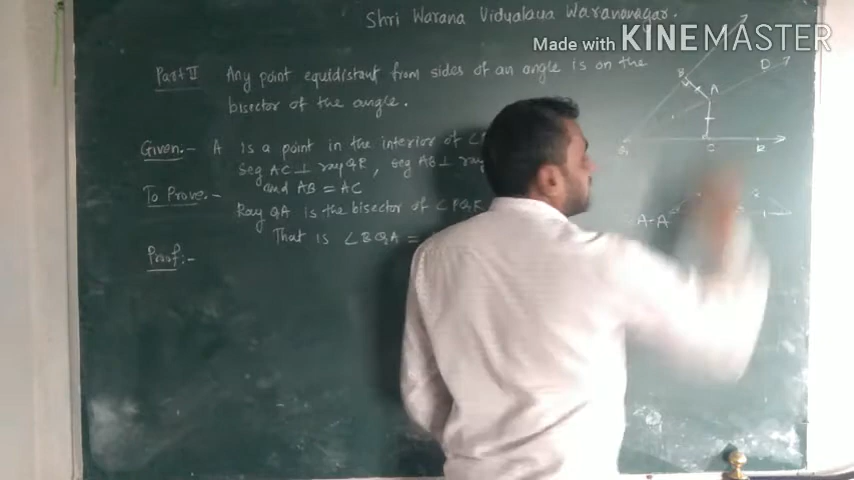 Shri Warana Vidyalaya Warananagar.
Made with KINEMASTER
Part II Any point equidistant from sides of an angle is on the
bisector of the angle.
Given:- A is a point in the interior of ∠
seg AC ⊥ ray QR, seg AB ⊥ ray
and AB = AC
To Prove:-
Ray QA is the bisector of ∠PQR
That is ∠BQA =
Proof:-
B
A
D
Q
C
R
A-A